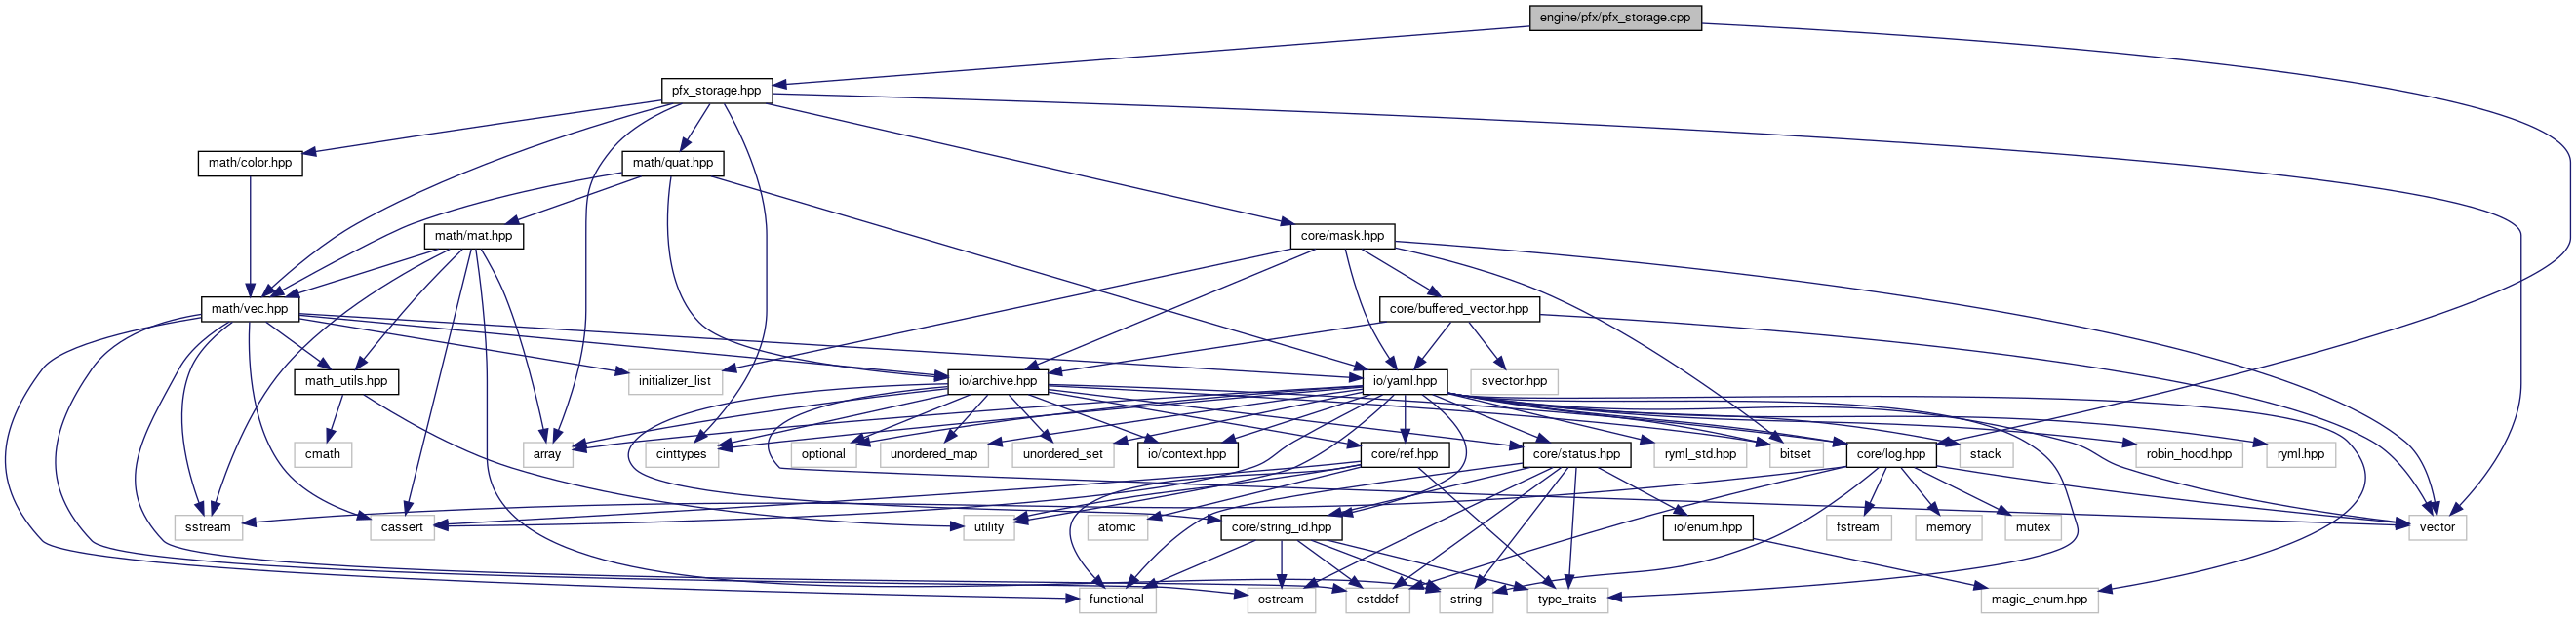 engine/pfx/pfx_storage.cpp
pfx_storage.hpp
math/color.hpp
math/quat.hpp
math/mat.hpp
core/mask.hpp
math/vec.hpp
core/buffered_vector.hpp
math_utils.hpp
initializer_list
io/archive.hpp
io/yaml.hpp
svector.hpp
cmath
array
cinttypes
optional
unordered_map
unordered_set
io/context.hpp
core/ref.hpp
core/status.hpp
ryml_std.hpp
bitset
core/log.hpp
stack
robin_hood.hpp
ryml.hpp
sstream
cassert
utility
atomic
core/string_id.hpp
io/enum.hpp
fstream
memory
mutex
vector
functional
ostream
cstddef
string
type_traits
magic_enum.hpp